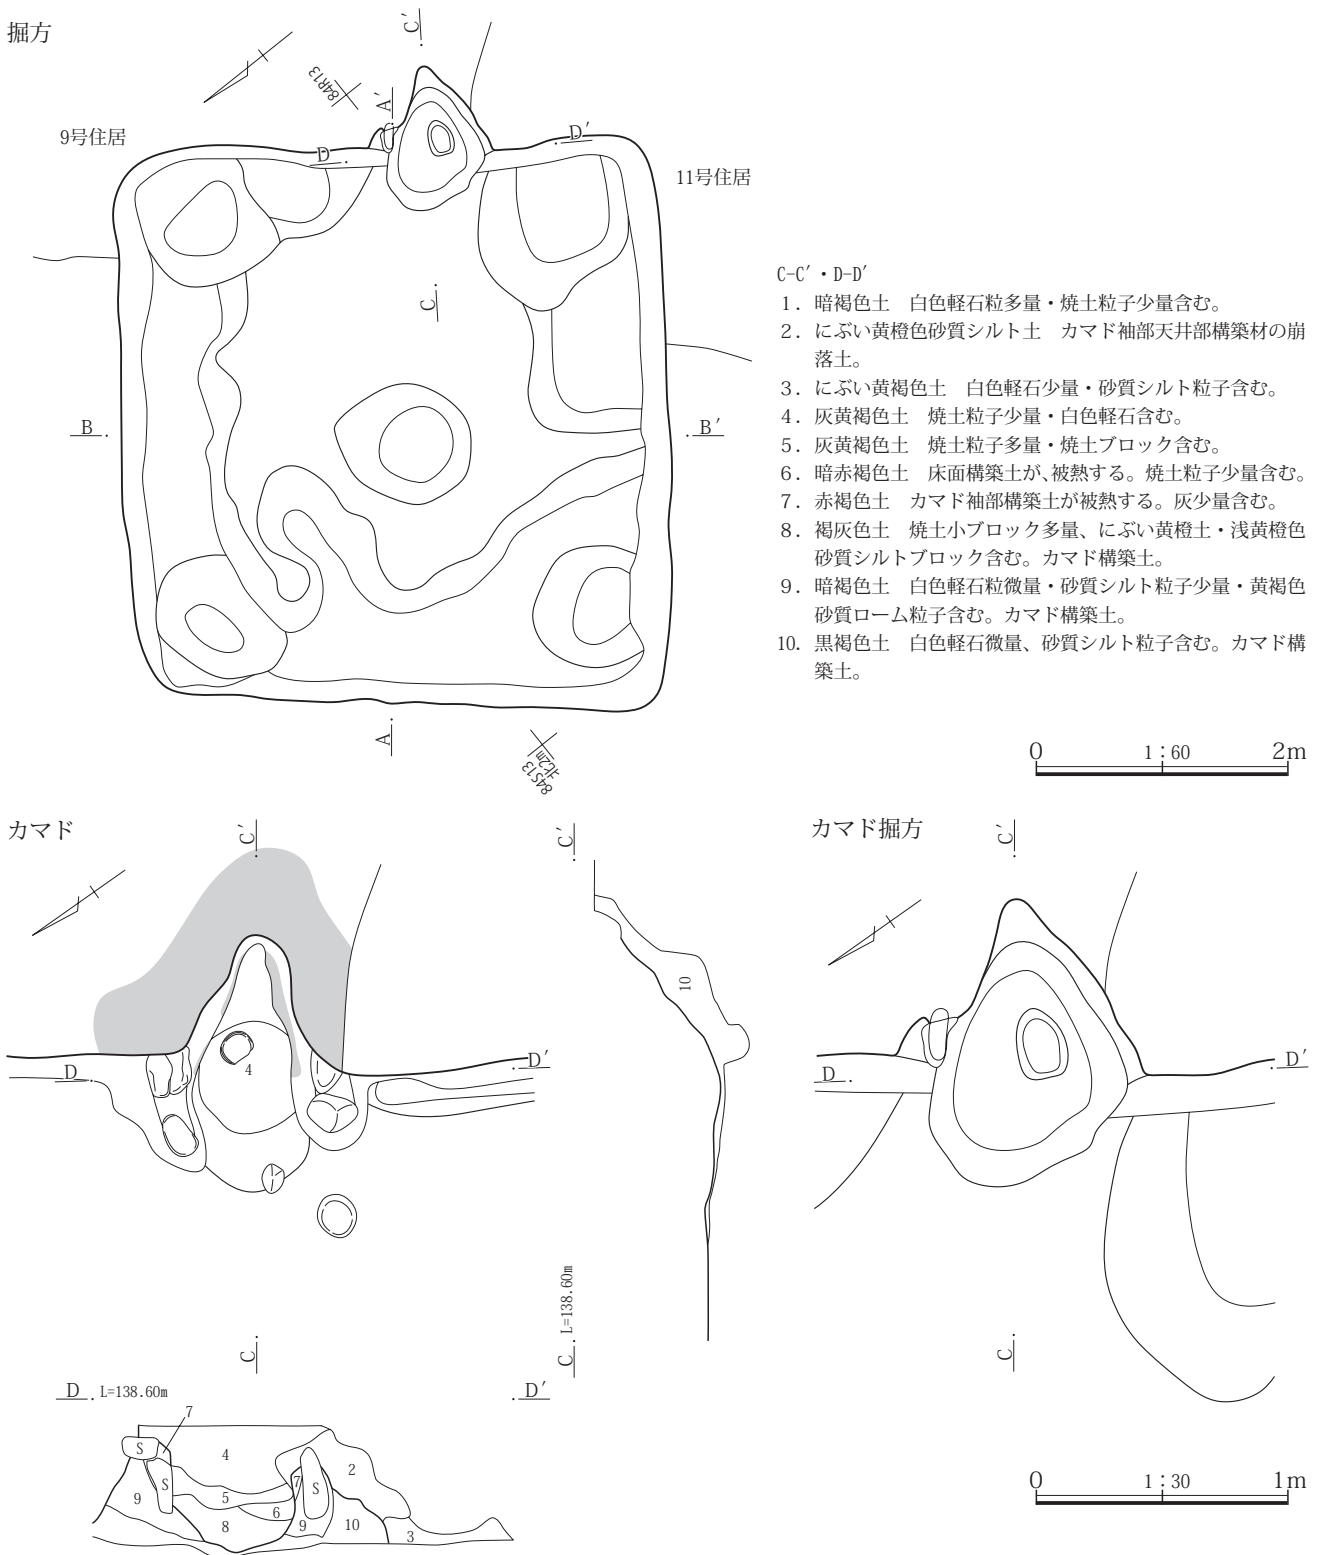 掘方
C′
84R13
A′
9号住居
D
D′
11号住居
C
C-C′・D-D′
1．暗褐色土　白色軽石粒多量・焼土粒子少量含む。
2．にぶい黄橙色砂質シルト土　カマド袖部天井部構築材の崩
落土。
3．にぶい黄褐色土　白色軽石少量・砂質シルト粒子含む。
4．灰黄褐色土　焼土粒子少量・白色軽石含む。
5．灰黄褐色土　焼土粒子多量・焼土ブロック含む。
6．暗赤褐色土　床面構築土が､被熱する。焼土粒子少量含む。
7．赤褐色土　カマド袖部構築土が被熱する。灰少量含む。
8．褐灰色土　焼土小ブロック多量、にぶい黄橙土・浅黄橙色
砂質シルトブロック含む。カマド構築土。
9．暗褐色土　白色軽石粒微量・砂質シルト粒子少量・黄褐色
砂質ローム粒子含む。カマド構築土。
10．黒褐色土　白色軽石微量、砂質シルト粒子含む。カマド構
築土。
B
B′
A
84S13
北2m
0 1：60 2m
カマド
C′
C′
カマド掘方
C′
10
D
4
D′
D
D′
C
C L=138.60m
C
D L=138.60m
D′
7
S
4
2
S
7
S
9
5
6
8
9
10
3
0 1：30 1m